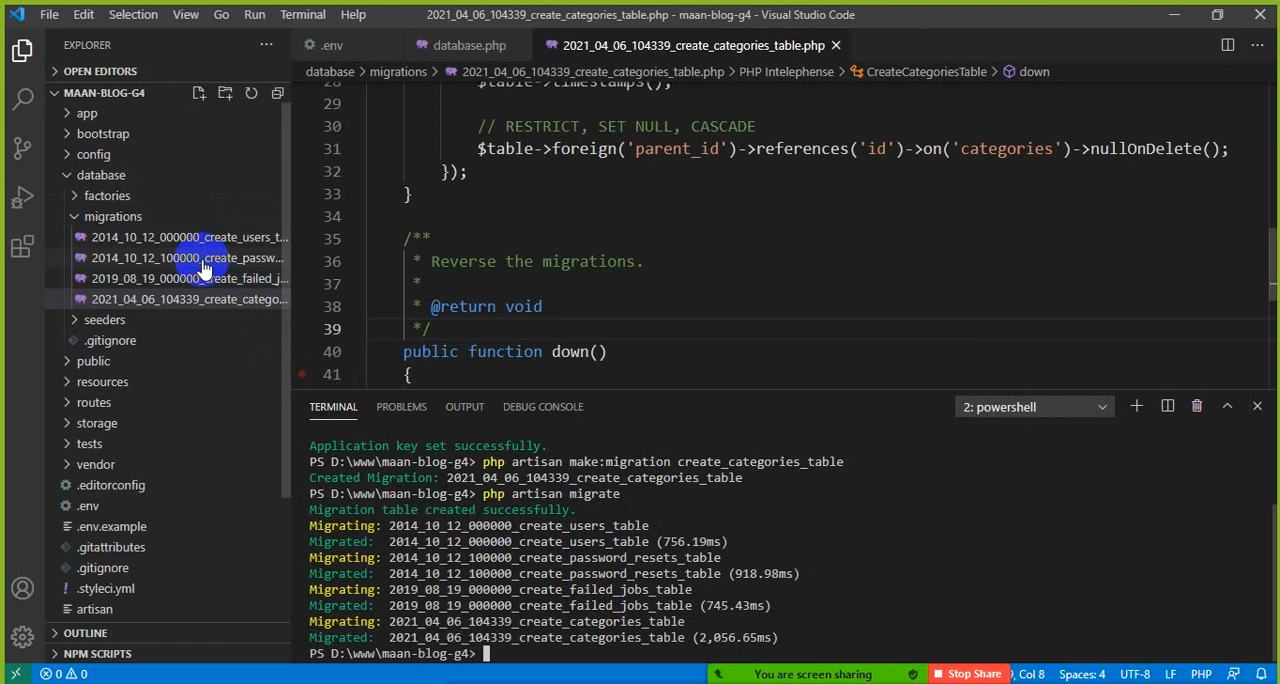 File Edit Selection View Go Run Terminal Help 2021_04_06_104339_create_categories_table.php - maan-blog-g4 - Visual Studio Code
EXPLORER
OPEN EDITORS
MAAN-BLOG-G4
app
bootstrap
config
database
factories
migrations
2014_10_12_000000_create_users_t...
2014_10_12_100000_create_passw...
2019_08_19_000000_create_failed_j...
2021_04_06_104339_create_catego...
seeders
.gitignore
public
resources
routes
storage
tests
vendor
.editorconfig
.env
.env.example
.gitattributes
.gitignore
.styleci.yml
artisan
OUTLINE
NPM SCRIPTS
.env database.php 2021_04_06_104339_create_categories_table.php
database > migrations > 2021_04_06_104339_create_categories_table.php > PHP Intelephense > CreateCategoriesTable > down
28 $table->timestamps();
29
30 // RESTRICT, SET NULL, CASCADE
31 $table->foreign('parent_id')->references('id')->on('categories')->nullOnDelete();
32 });
33 }
34
35 /**
36 * Reverse the migrations.
37 *
38 * @return void
39 */
40 public function down()
41 {
TERMINAL PROBLEMS OUTPUT DEBUG CONSOLE 2: powershell
Application key set successfully.
PS D:\www\maan-blog-g4> php artisan make:migration create_categories_table
Created Migration: 2021_04_06_104339_create_categories_table
PS D:\www\maan-blog-g4> php artisan migrate
Migration table created successfully.
Migrating: 2014_10_12_000000_create_users_table
Migrated: 2014_10_12_000000_create_users_table (756.19ms)
Migrating: 2014_10_12_100000_create_password_resets_table
Migrated: 2014_10_12_100000_create_password_resets_table (918.98ms)
Migrating: 2019_08_19_000000_create_failed_jobs_table
Migrated: 2019_08_19_000000_create_failed_jobs_table (745.43ms)
Migrating: 2021_04_06_104339_create_categories_table
Migrated: 2021_04_06_104339_create_categories_table (2,056.65ms)
PS D:\www\maan-blog-g4>
0 0 You are screen sharing Stop Share 9, Col 8 Spaces: 4 UTF-8 LF PHP